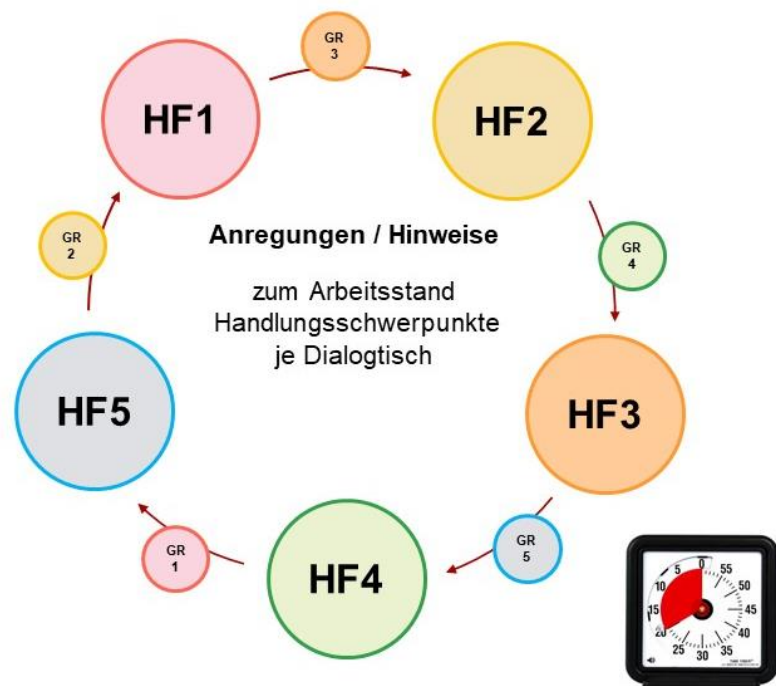 GR
3
HF1
HF2
GR
2
Anregungen / Hinweise
GR
4
zum Arbeitsstand
Handlungsschwerpunkte
je Dialogtisch
HF5
HF3
GR
1
HF4
GR
5
0
5
55
10
50
15
45
20
40
25
30
35